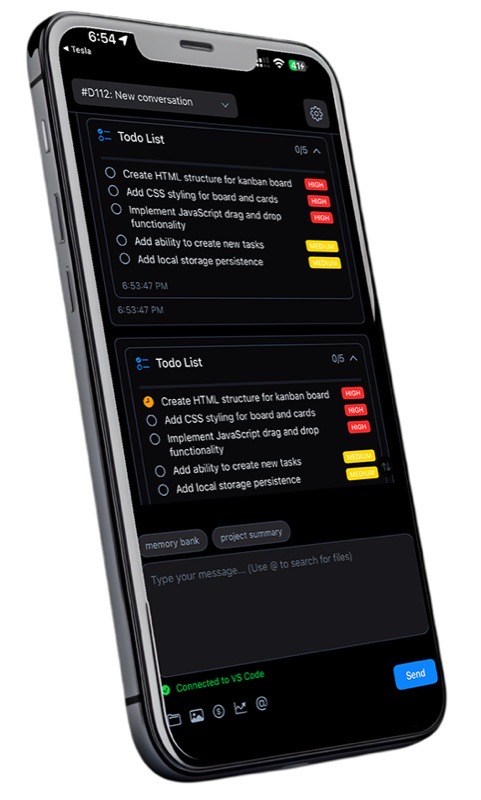 6:54
41
◀ Tesla
#D112: New conversation
Todo List
0/5
Create HTML structure for kanban board
HIGH
Add CSS styling for board and cards
HIGH
Implement JavaScript drag and drop
HIGH
functionality
Add ability to create new tasks
MEDIUM
Add local storage persistence
MEDIUM
6:53:47 PM
6:53:47 PM
Todo List
0/5
Create HTML structure for kanban board
HIGH
Add CSS styling for board and cards
HIGH
Implement JavaScript drag and drop
HIGH
functionality
Add ability to create new tasks
MEDIUM
Add local storage persistence
MEDIUM
memory bank
project summary
Type your message... (Use @ to search for files)
Connected to VS Code
Send